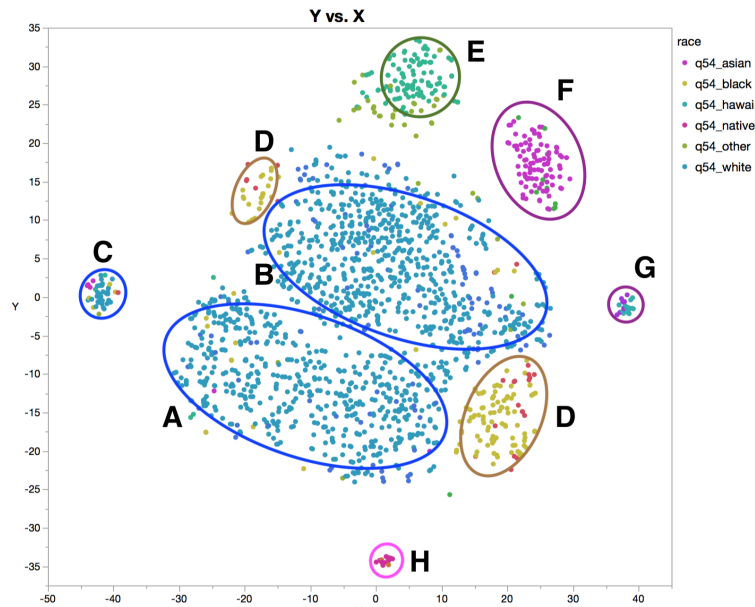 Y vs. X
race
q54_asian
q54_black
q54_hawai
q54_native
q54_other
q54_white
35
30
25
20
15
10
5
0
-5
-10
-15
-20
-25
-30
-35
Y
-50 -40 -30 -20 -10 0 10 20 30 40
E
F
D
C
B
G
A
D
H